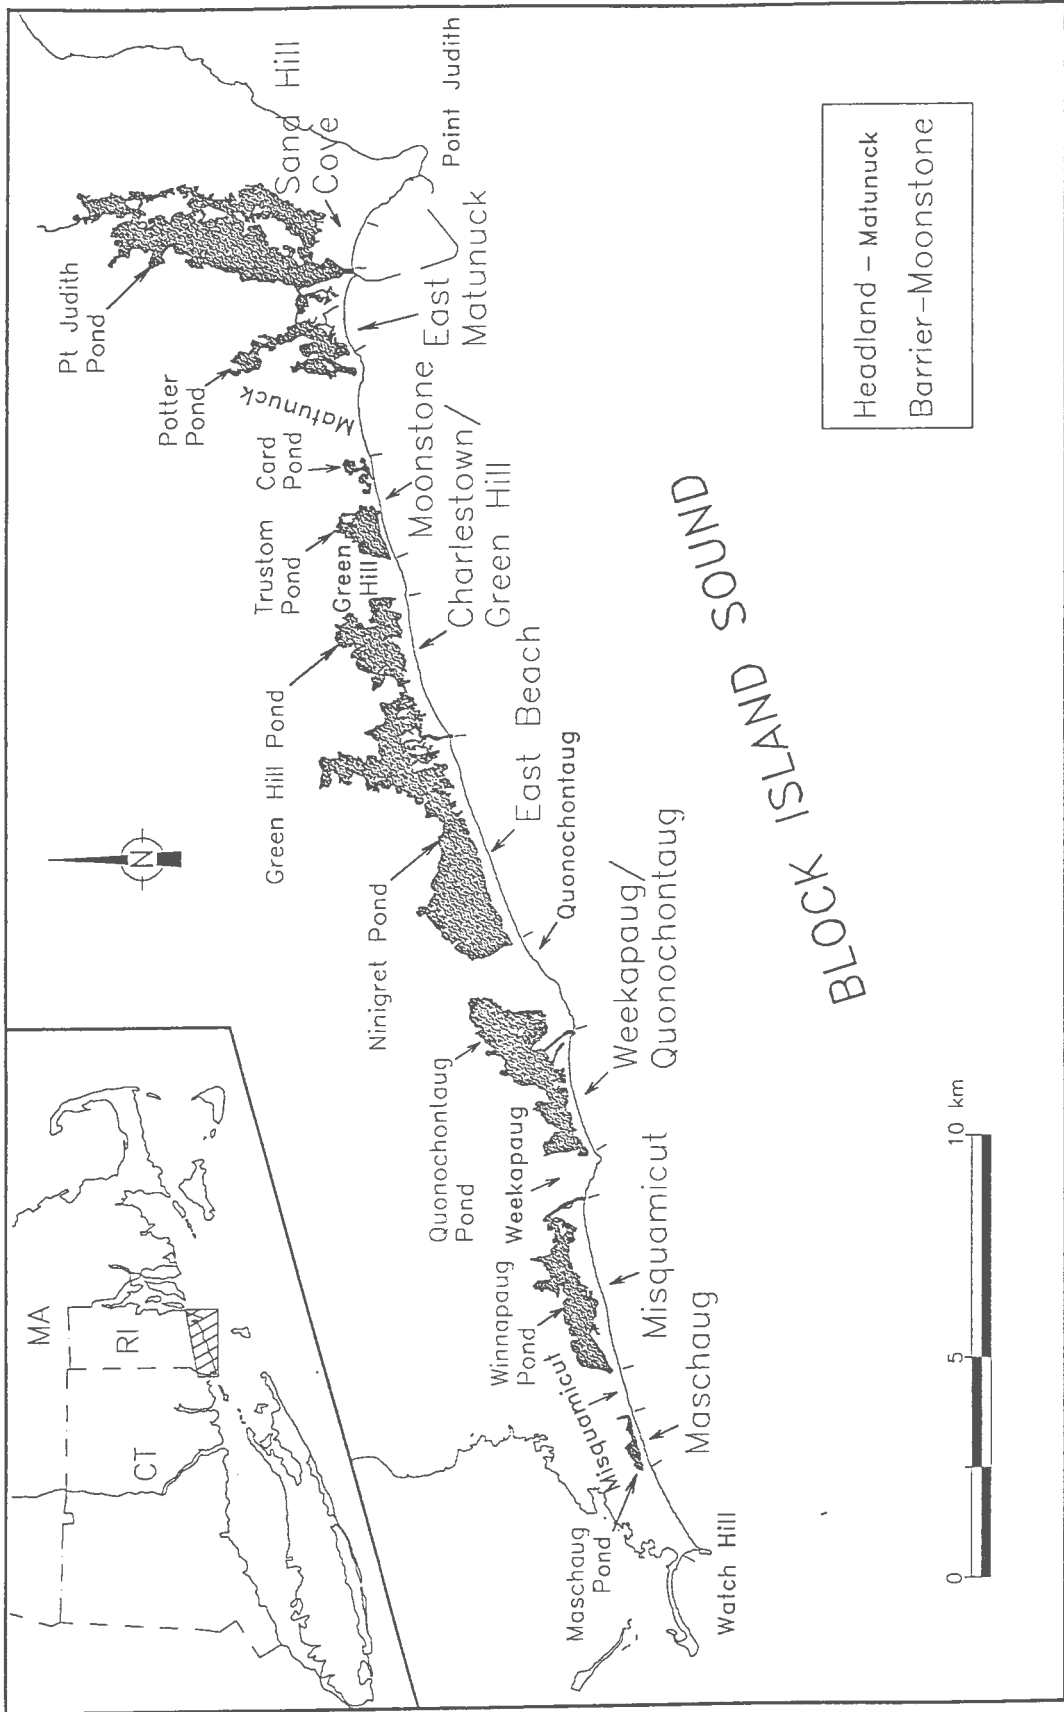 MA
RI
CT
N
Pt Judith
Pond
Potter
Pond
Card
Pond
Trustom
Pond
Green Hill Pond
Ninigret Pond
Quonochontaug
Pond
Winnapaug
Pond
Maschaug
Pond
Sand Hill
Cove
Point Judith
East
Matunuck
Matunuck
Moonstone
Green
Hill
Charlestown/
Green Hill
East Beach
Quonochontaug
Weekapaug/
Quonochontaug
Weekapaug
Misquamicut
Misquamicut
Maschaug
Watch Hill
BLOCK ISLAND SOUND
Headland - Matunuck
Barrier-Moonstone
0 5 10 km